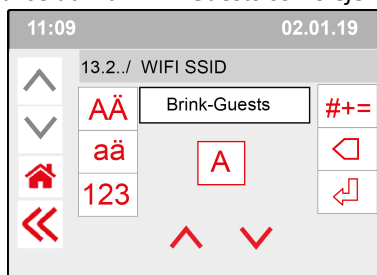 11:09 02.01.19
13.2../ WIFI SSID
AÄ Brink-Guests #+=
aä A
123